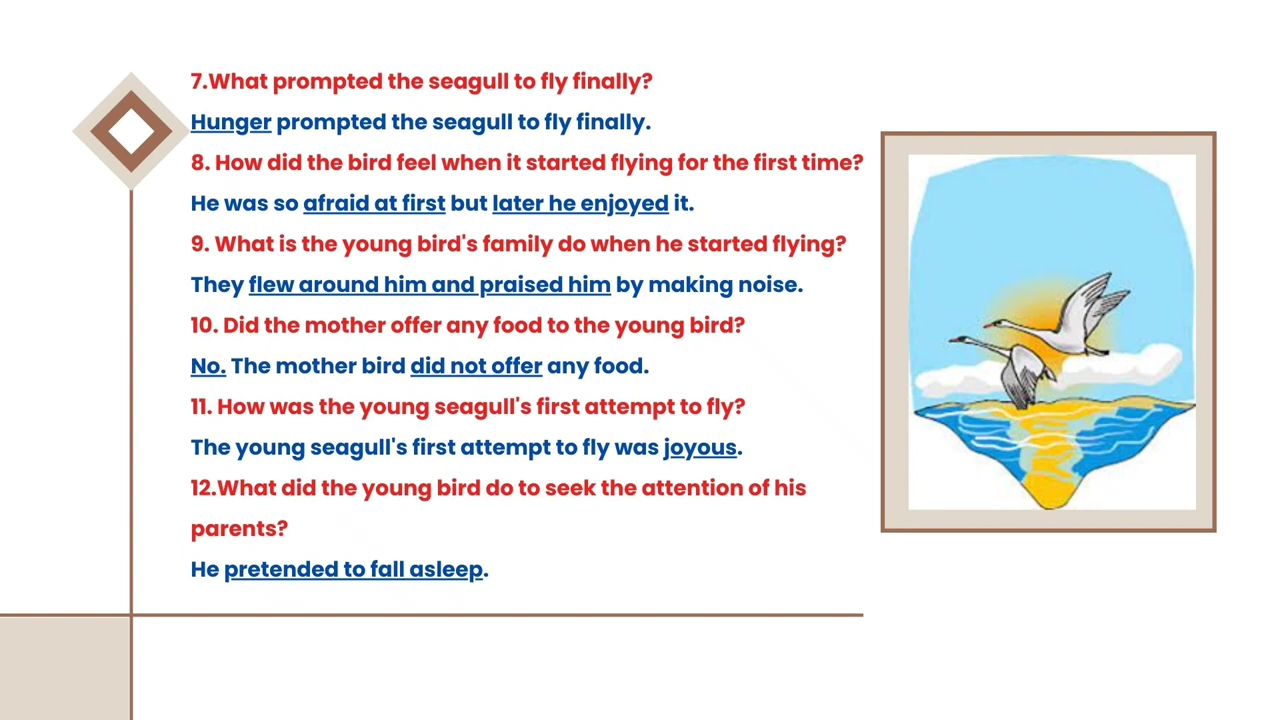 7.What prompted the seagull to fly finally?
Hunger prompted the seagull to fly finally.
8. How did the bird feel when it started flying for the first time?
He was so afraid at first but later he enjoyed it.
9. What is the young bird's family do when he started flying?
They flew around him and praised him by making noise.
10. Did the mother offer any food to the young bird?
No. The mother bird did not offer any food.
11. How was the young seagull's first attempt to fly?
The young seagull's first attempt to fly was joyous.
12.What did the young bird do to seek the attention of his
parents?
He pretended to fall asleep.